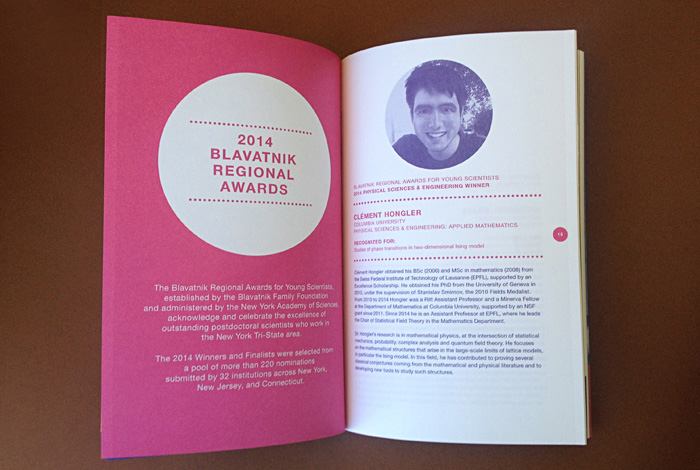 2014
BLAVATNIK
REGIONAL
AWARDS
The Blavatnik Regional Awards for Young Scientists,
established by the Blavatnik Family Foundation
and administered by the New York Academy of Sciences
acknowledge and celebrate the excellence of
outstanding postdoctoral scientists who work in
the New York Tri-State area.
The 2014 Winners and Finalists were selected from
a pool of more than 220 nominations
submitted by 32 institutions across New York,
New Jersey, and Connecticut.
BLAVATNIK REGIONAL AWARDS FOR YOUNG SCIENTISTS
2014 PHYSICAL SCIENCES & ENGINEERING WINNER
CLÉMENT HONGLER
COLUMBIA UNIVERSITY
PHYSICAL SCIENCES & ENGINEERING: APPLIED MATHEMATICS
RECOGNIZED FOR:
Studies of phase transitions in two-dimensional Ising model
15
Clément Hongler obtained his BSc (2006) and MSc in mathematics (2008) from
the Swiss Federal Institute of Technology of Lausanne (EPFL), supported by an
Excellence Scholarship. He obtained his PhD from the University of Geneva in
2010, under the supervision of Stanislav Smirnov, the 2010 Fields Medalist.
From 2010 to 2014 Hongler was a Ritt Assistant Professor and a Minerva Fellow
at the Department of Mathematics at Columbia University, supported by an NSF
grant since 2011. Since 2014 he is an Assistant Professor at EPFL, where he leads
the Chair of Statistical Field Theory in the Mathematics Department.
Dr. Hongler's research is in mathematical physics, at the intersection of statistical
mechanics, probability, complex analysis and quantum field theory. He focuses
on the mathematical structures that arise in the large-scale limits of lattice models,
in particular the Ising model. In this field, he has contributed to proving several
classical conjectures coming from the mathematical and physical literature and to
developing new tools to study such structures.